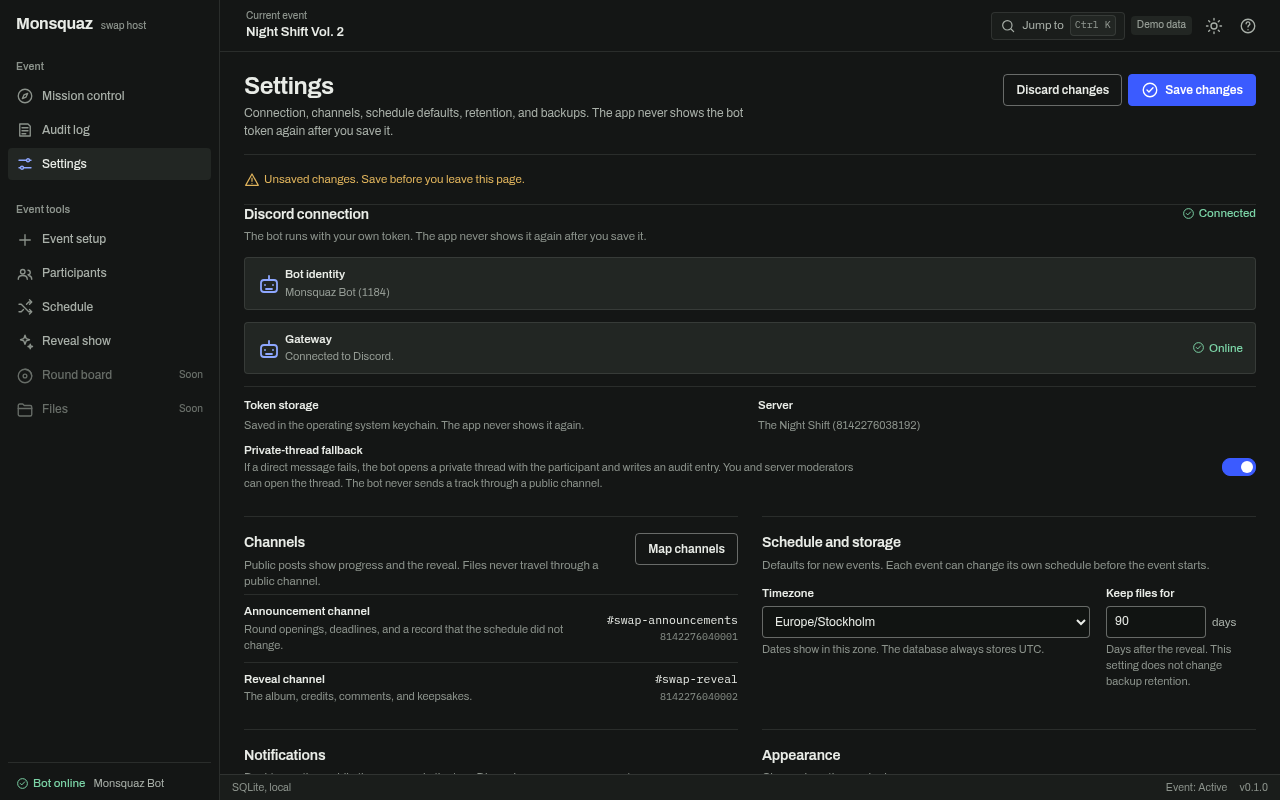 Monsquaz swap host
Event
Mission control
Audit log
Settings
Event tools
Event setup
Participants
Schedule
Reveal show
Round board Soon
Files Soon
Bot online Monsquaz Bot
Current event
Night Shift Vol. 2
Jump to Ctrl K
Demo data
Settings
Connection, channels, schedule defaults, retention, and backups. The app never shows the bot
token again after you save it.
Discard changes
Save changes
Unsaved changes. Save before you leave this page.
Discord connection
Connected
The bot runs with your own token. The app never shows it again after you save it.
Bot identity
Monsquaz Bot (1184)
Gateway
Connected to Discord.
Online
Token storage
Saved in the operating system keychain. The app never shows it again.
Server
The Night Shift (8142276038192)
Private-thread fallback
If a direct message fails, the bot opens a private thread with the participant and writes an audit entry. You and server moderators
can open the thread. The bot never sends a track through a public channel.
Channels
Public posts show progress and the reveal. Files never travel through a
public channel.
Map channels
Announcement channel
Round openings, deadlines, and a record that the schedule did not
change.
#swap-announcements
8142276040001
Reveal channel
The album, credits, comments, and keepsakes.
#swap-reveal
8142276040002
Schedule and storage
Defaults for new events. Each event can change its own schedule before the event starts.
Timezone
Europe/Stockholm
Dates show in this zone. The database always stores UTC.
Keep files for
90 days
Days after the reveal. This
setting does not change
backup retention.
Notifications
Appearance
SQLite, local
Event: Active v0.1.0